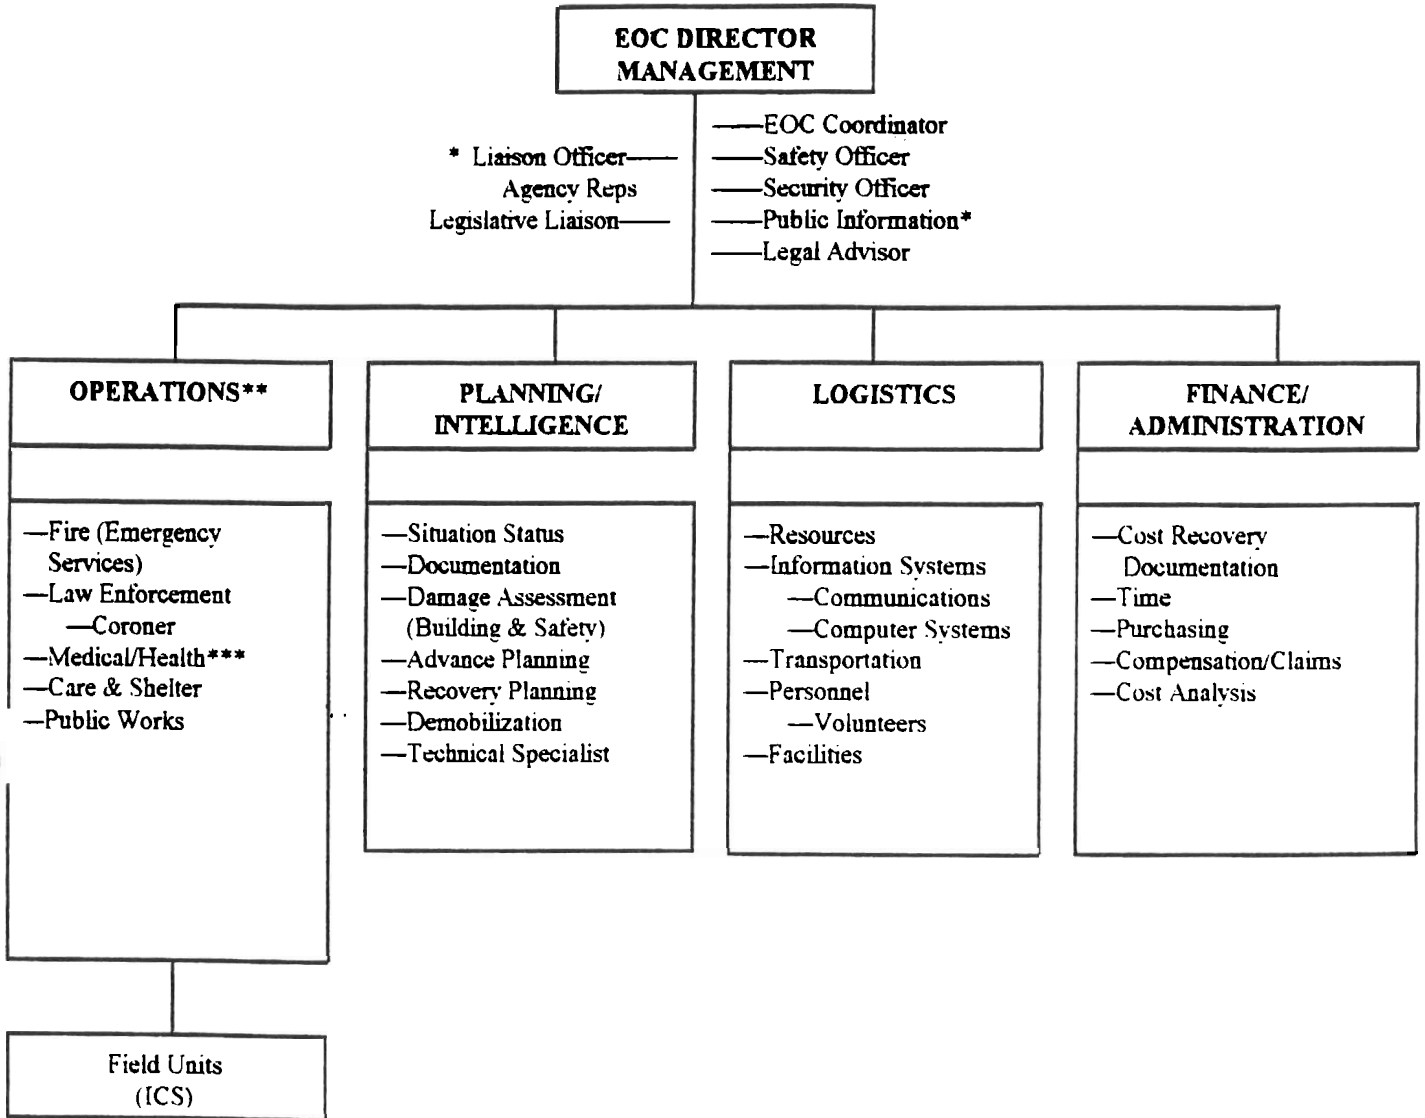 EOC DIRECTOR
MANAGEMENT
* Liaison Officer—
Agency Reps
Legislative Liaison—
—EOC Coordinator
—Safety Officer
—Security Officer
—Public Information*
—Legal Advisor
OPERATIONS**
—Fire (Emergency
Services)
—Law Enforcement
—Coroner
—Medical/Health***
—Care & Shelter
—Public Works
Field Units
(ICS)
PLANNING/
INTELLIGENCE
—Situation Status
—Documentation
—Damage Assessment
(Building & Safety)
—Advance Planning
—Recovery Planning
—Demobilization
—Technical Specialist
LOGISTICS
—Resources
—Information Systems
—Communications
—Computer Systems
—Transportation
—Personnel
—Volunteers
—Facilities
FINANCE/
ADMINISTRATION
—Cost Recovery
Documentation
—Time
—Purchasing
—Compensation/Claims
—Cost Analysis